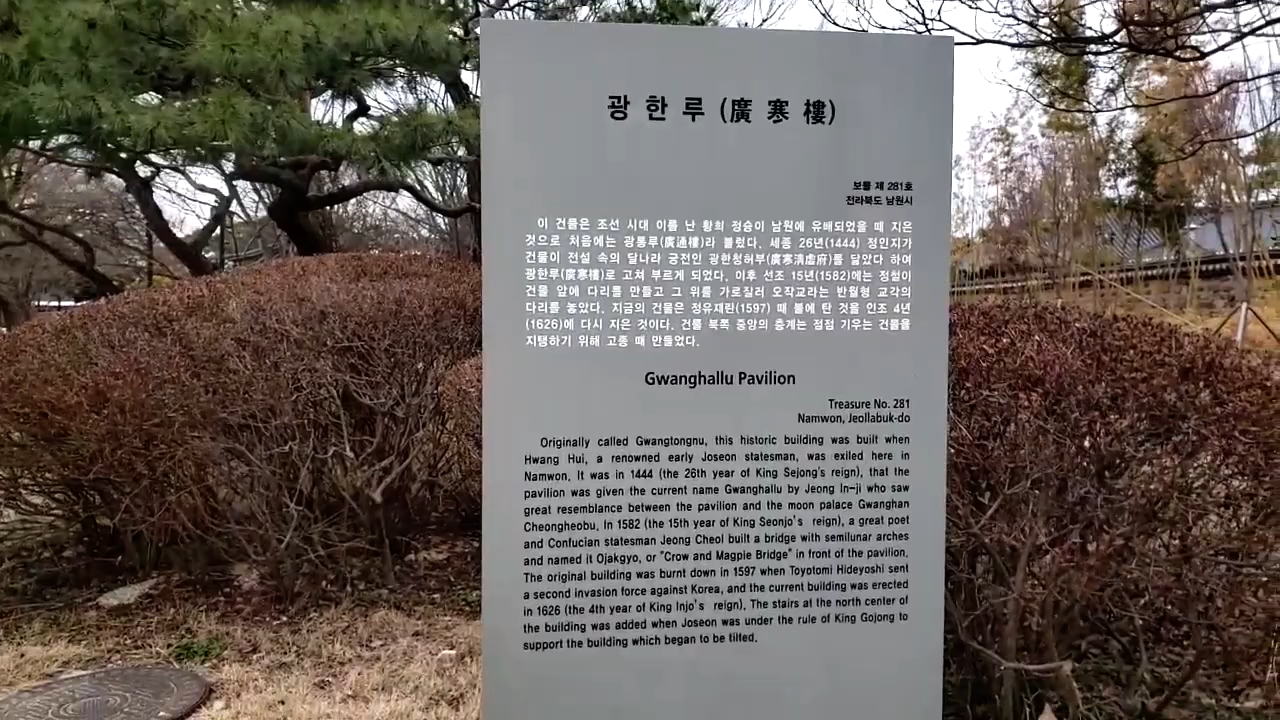 광한루 (廣寒樓)
보물 제 281호
전라북도 남원시
이 건물은 조선 시대 이름 난 황희 정승이 남원에 유배되었을 때 지은
것으로 처음에는 광통루(廣通樓)라 불렀다. 세종 26년(1444) 정인지가
건물이 전설 속의 달나라 궁전인 광한청허부(廣寒淸虛府)를 닮았다 하여
광한루(廣寒樓)로 고쳐 부르게 되었다. 이후 선조 15년(1582)에는 정철이
건물 앞에 다리를 만들고 그 위를 가로질러 오작교라는 반월형 교각의
다리를 놓았다. 지금의 건물은 정유재란(1597) 때 불에 탄 것을 인조 4년
(1626)에 다시 지은 것이다. 건물 북쪽 중앙의 층계는 점점 기우는 건물을
지탱하기 위해 고종 때 만들었다.
Gwanghallu Pavilion
Treasure No. 281
Namwon, Jeollabuk-do
Originally called Gwangtongnu, this historic building was built when
Hwang Hui, a renowned early Joseon statesman, was exiled here in
Namwon. It was in 1444 (the 26th year of King Sejong's reign), that the
pavilion was given the current name Gwanghallu by Jeong In-ji who saw
great resemblance between the pavilion and the moon palace Gwanghan
Cheongheobu. In 1582 (the 15th year of King Seonjo's reign), a great poet
and Confucian statesman Jeong Cheol built a bridge with semilunar arches
and named it Ojakgyo, or "Crow and Magpie Bridge" in front of the pavilion.
The original building was burnt down in 1597 when Toyotomi Hideyoshi sent
a second invasion force against Korea, and the current building was erected
in 1626 (the 4th year of King Injo's reign). The stairs at the north center of
the building was added when Joseon was under the rule of King Gojong to
support the building which began to be tilted.